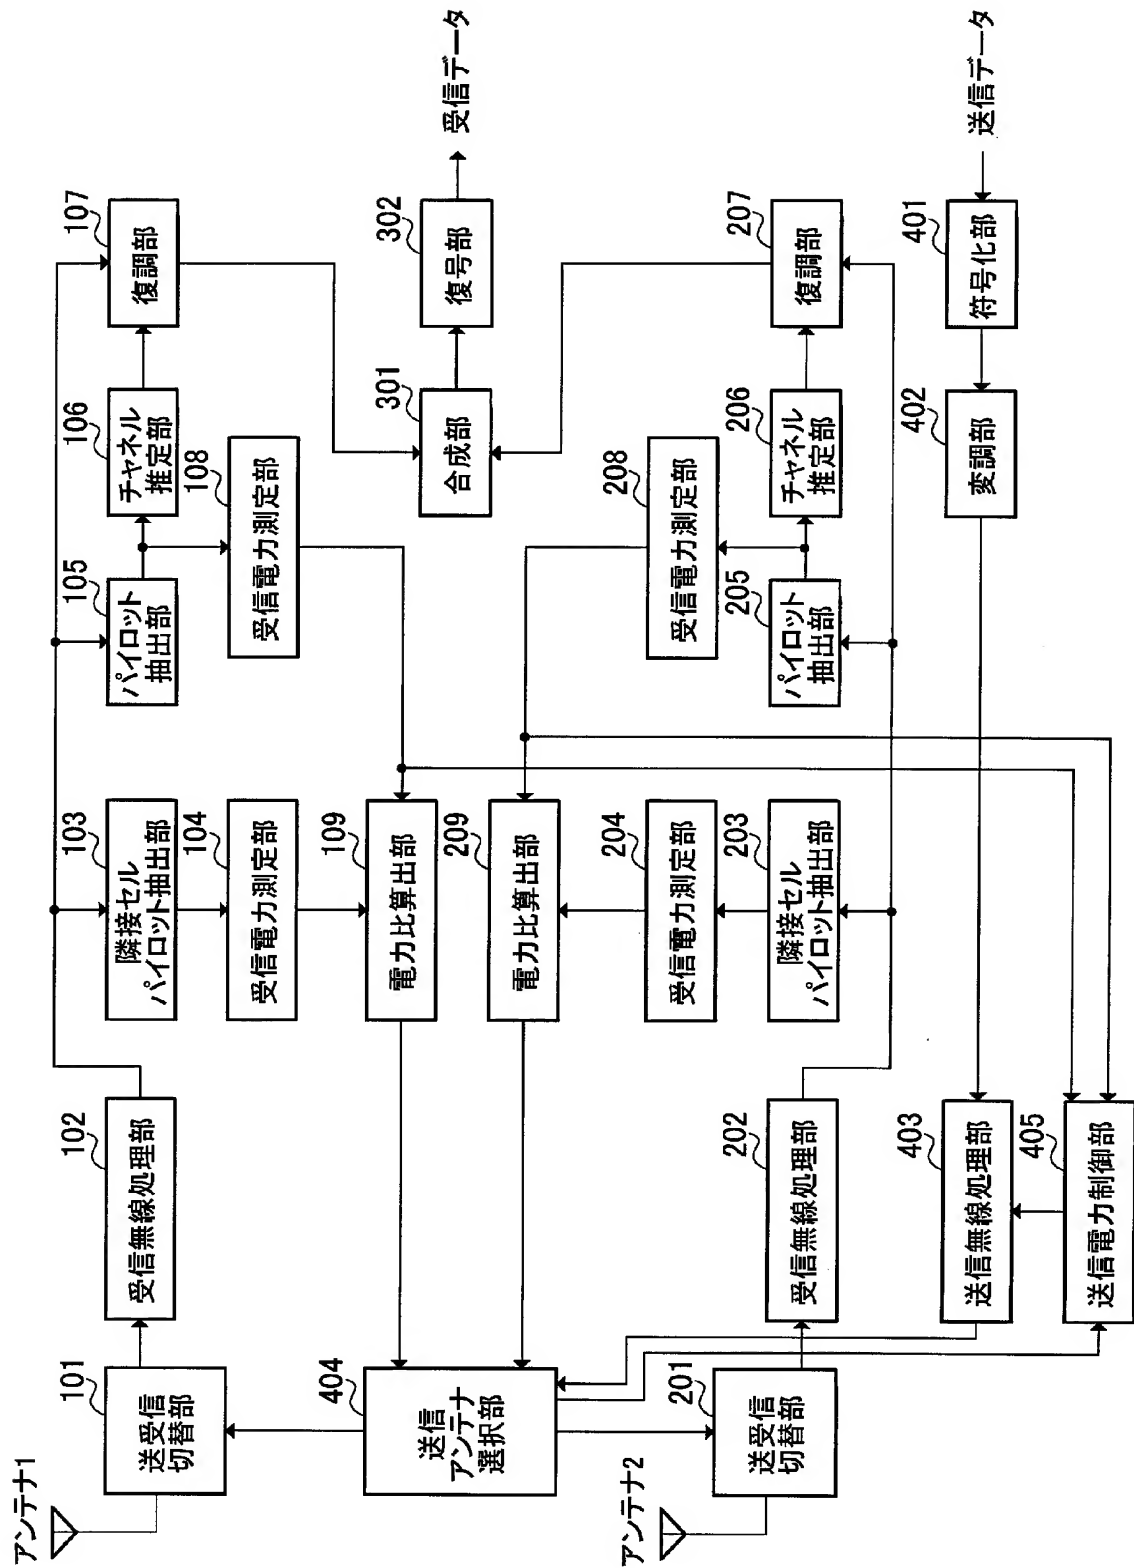 アンテナ1
101
送受信
切替部
102
受信無線処理部
103
隣接セル
パイロット抽出部
104
受信電力測定部
105
パイロット
抽出部
106
チャネル
推定部
107
復調部
108
受信電力測定部
109
電力比算出部
209
電力比算出部
301
合成部
302
復号部
受信データ
404
送信
アンテナ
選択部
アンテナ2
201
送受信
切替部
202
受信無線処理部
203
隣接セル
パイロット抽出部
204
受信電力測定部
205
パイロット
抽出部
206
チャネル
推定部
207
復調部
208
受信電力測定部
401
符号化部
送信データ
402
変調部
403
送信無線処理部
405
送信電力制御部